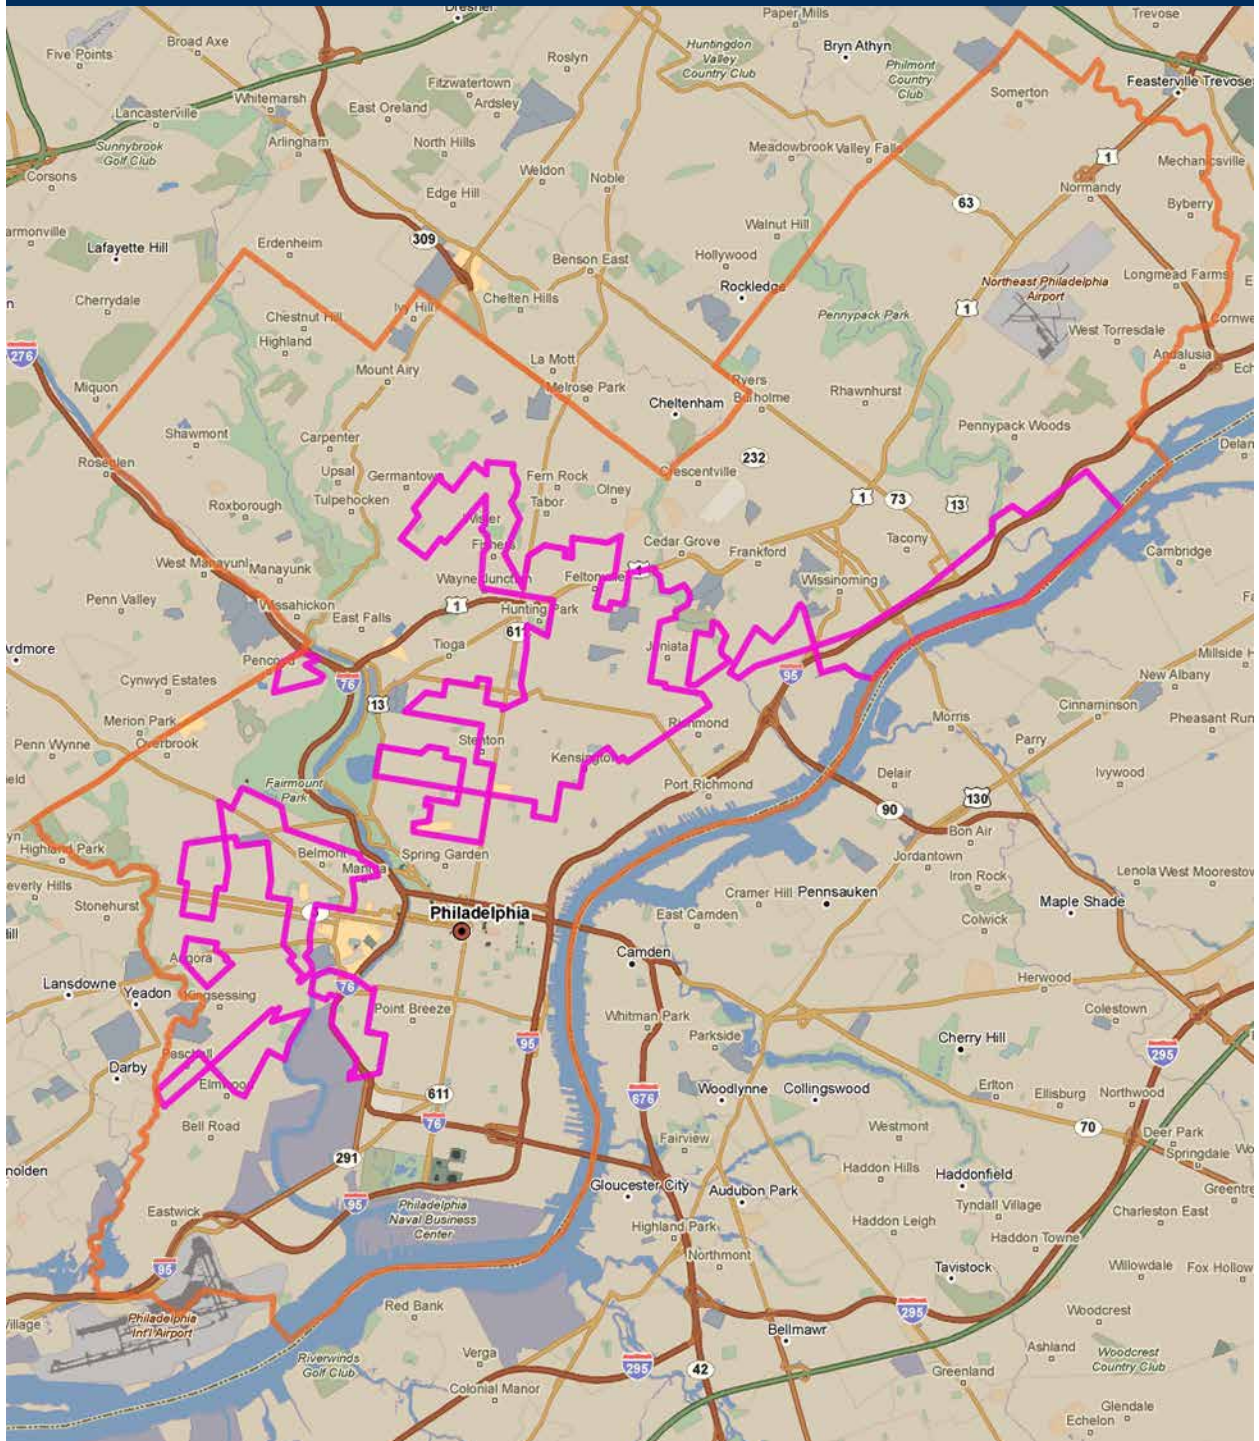 Dresher
Paper Mills
Trevose
Five Points
Broad Axe
Roslyn
Huntingdon
Valley
Country Club
Bryn Athyn
Philmont
Country
Club
Feasterville Trevose
Fitzwatertown
Whitemarsh
East Oreland
Ardsley
Somerton
Lancasterville
Sunnybrook
Golf Club
Arlingham
North Hills
Meadowbrook
Valley Falls
1
Mechanicsville
Corsons
Weldon
Noble
Edge Hill
Normandy
63
Byberry
Walnut Hill
Lafayette Hill
Erdenheim
309
Benson East
Hollywood
Rockledge
Northeast Philadelphia
Airport
Longmead Farms
Cherrydale
Chelten Hills
Ivy Hill
Chestnut Hill
Highland
Pennypack Park
1
West Torresdale
276
La Mott
Andalusia
Mount Airy
Miquon
Melrose Park
Ryers
Burholme
Rhawnhurst
Cheltenham
Shawmont
Carpenter
Pennypack Woods
232
Upsal
Germantown
Fern Rock
Crescentville
Roxborough
Tulpehocken
Tabor
Olney
1
73
13
Wister
Fishers
Cedar Grove
Frankford
Tacony
Cambridge
West Manayunk
Manayunk
Wayne Junction
Feltonville
1
Wissinoming
Penn Valley
Wissahickon
1
East Falls
Hunting Park
611
Tioga
Juniata
Millside H
Ardmore
Pencoyd
76
95
New Albany
Cynwyd Estates
13
Cinnaminson
Merion Park
Richmond
Morris
Pheasant Run
Penn Wynne
Overbrook
Stenton
Parry
Kensington
Delair
Ivywood
Fairmount
Park
Port Richmond
130
90
Bon Air
Highland Park
Belmont
Spring Garden
Jordantown
Mantua
Iron Rock
Lenola
West Moorestow
Beverly Hills
Stonehurst
Cramer Hill
Pennsauken
Maple Shade
3
Philadelphia
East Camden
Colwick
Angora
Camden
Herwood
Lansdowne
Yeadon
Kingsessing
76
Point Breeze
Colestown
Whitman Park
Parkside
95
Cherry Hill
295
Paschall
Darby
Elmwood
611
676
Woodlynne
Collingswood
Erlton
Ellisburg
Northwood
Bell Road
76
Westmont
70
Deer Park
Fairview
Springdale
291
Haddon Hills
Haddonfield
Gloucester City
Audubon Park
Eastwick
95
Philadelphia
Naval Business
Center
Tyndall Village
Charleston East
Highland Park
Haddon Leigh
Haddon Towne
Northmont
95
Tavistock
Willowdale
Fox Hollow
Philadelphia
Int'l Airport
Red Bank
295
Woodcrest
Bellmawr
Riverwinds
Golf Club
Verga
Ashland
Woodcrest
Country Club
295
42
Greenland
Colonial Manor
Glendale
Echelon